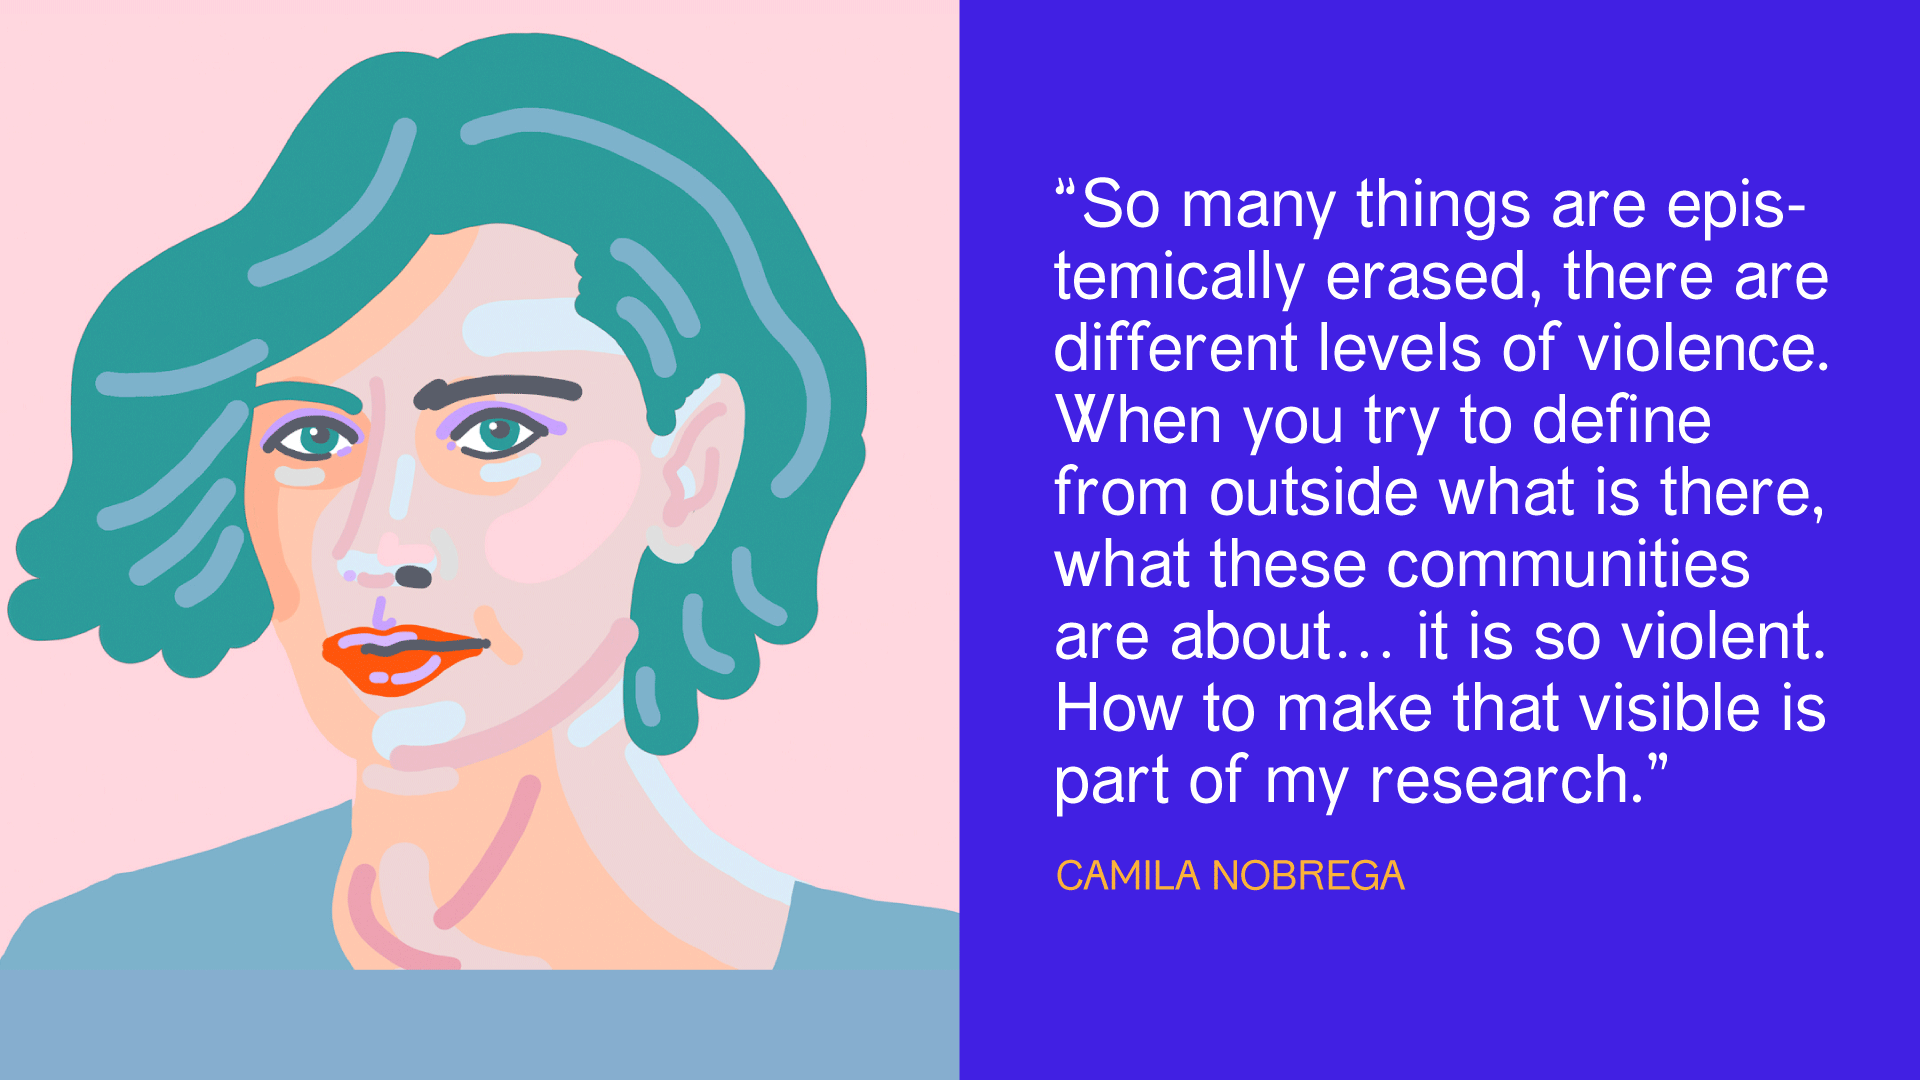 “So many things are epis-
temically erased, there are
different levels of violence.
When you try to define
from outside what is there,
what these communities
are about... it is so violent.
How to make that visible is
part of my research.”
CAMILA NOBREGA